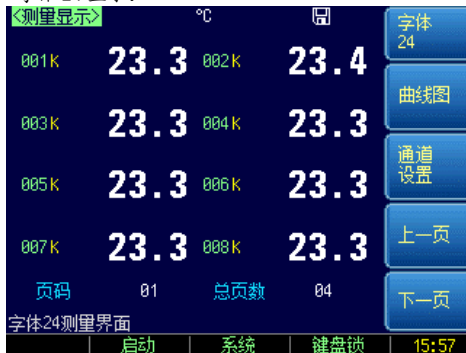 <测量显示> ℃
001K 23.3 002K 23.4
003K 23.3 004K 23.3
005K 23.3 006K 23.3
007K 23.3 008K 23.3
页码 01 总页数 04
字体24测量界面
启动 系统 键盘锁 15:57
字体
24
曲线图
通道
设置
上一页
下一页